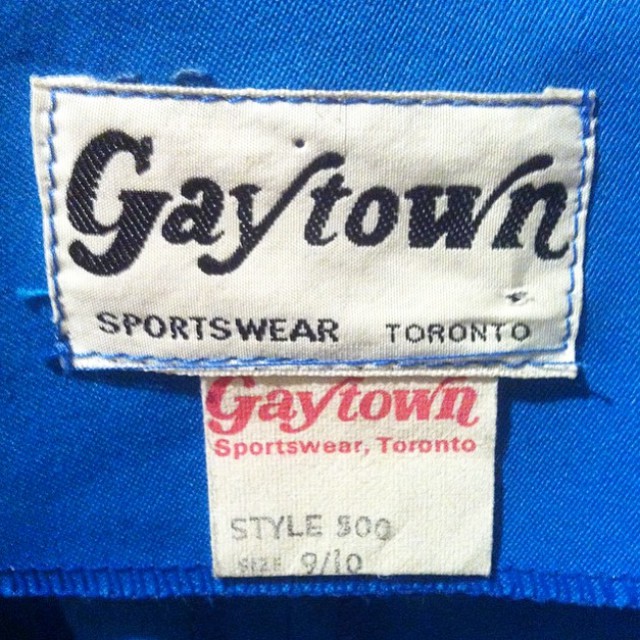 Gaytown
SPORTSWEAR TORONTO
Gaytown
Sportswear, Toronto
STYLE 500
SIZE 9/10